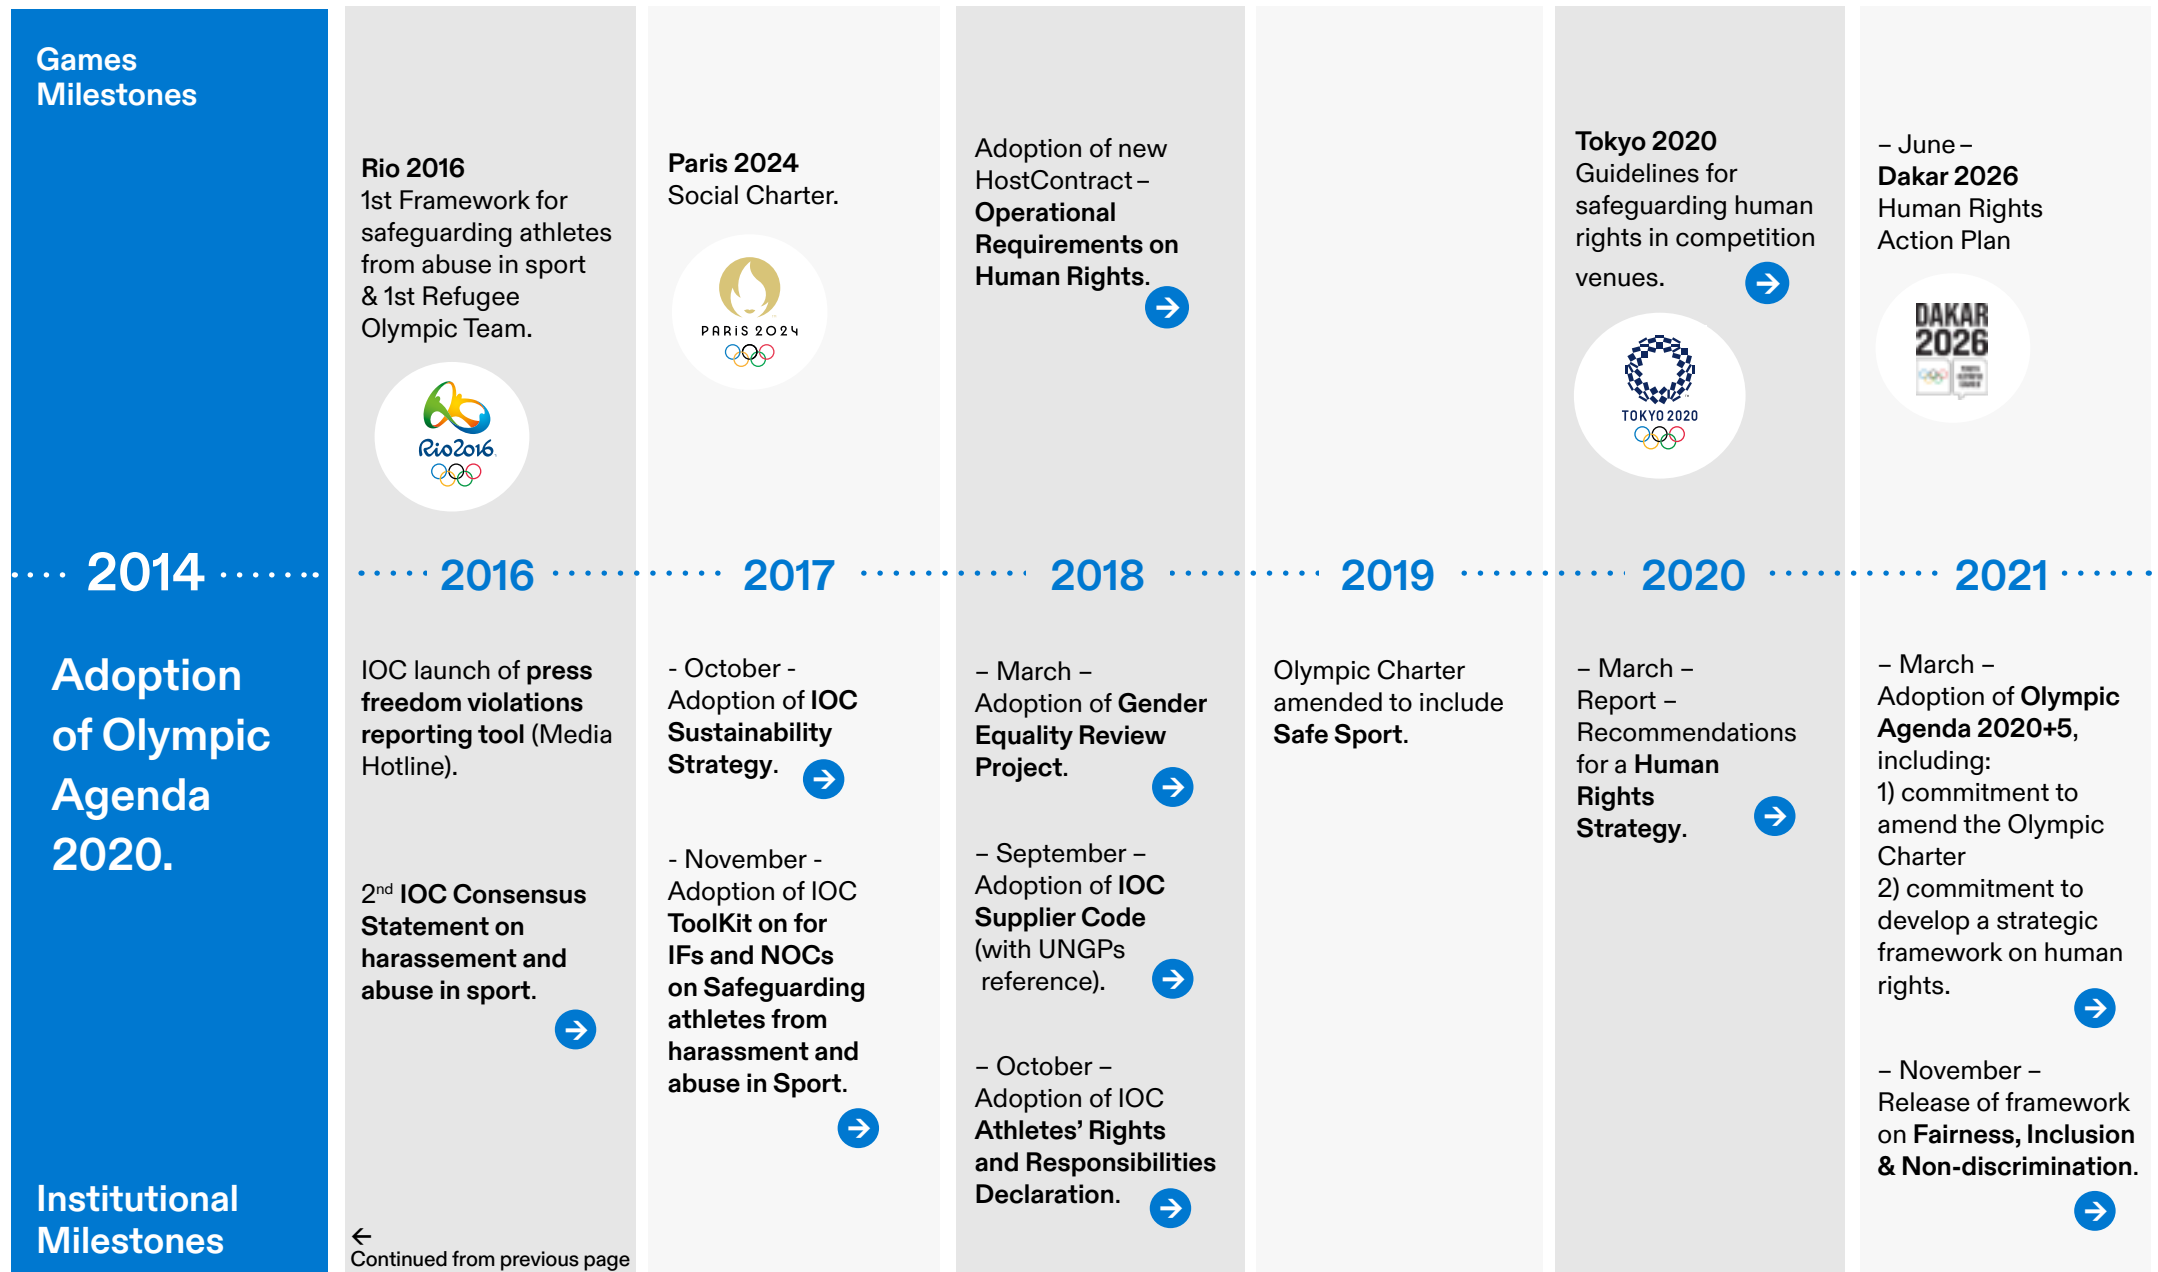 Games
Milestones
2014
Adoption
of Olympic
Agenda
2020.
Institutional
Milestones
Rio 2016
1st Framework for
safeguarding athletes
from abuse in sport
& 1st Refugee
Olympic Team.
Rio2016
2016
IOC launch of press
freedom violations
reporting tool (Media
Hotline).
2nd IOC Consensus
Statement on
harassement and
abuse in sport.
←
Continued from previous page
Paris 2024
Social Charter.
PARIS 2024
2017
- October -
Adoption of IOC
Sustainability
Strategy.
- November -
Adoption of IOC
ToolKit on for
IFs and NOCs
on Safeguarding
athletes from
harassment and
abuse in Sport.
Adoption of new
HostContract –
Operational
Requirements on
Human Rights.
2018
– March –
Adoption of Gender
Equality Review
Project.
– September –
Adoption of IOC
Supplier Code
(with UNGPs
reference).
– October –
Adoption of IOC
Athletes’ Rights
and Responsibilities
Declaration.
2019
Olympic Charter
amended to include
Safe Sport.
Tokyo 2020
Guidelines for
safeguarding human
rights in competition
venues.
TOKYO 2020
2020
– March –
Report –
Recommendations
for a Human
Rights
Strategy.
– June –
Dakar 2026
Human Rights
Action Plan
DAKAR
2026
2021
– March –
Adoption of Olympic
Agenda 2020+5,
including:
1) commitment to
amend the Olympic
Charter
2) commitment to
develop a strategic
framework on human
rights.
– November –
Release of framework
on Fairness, Inclusion
& Non-discrimination.